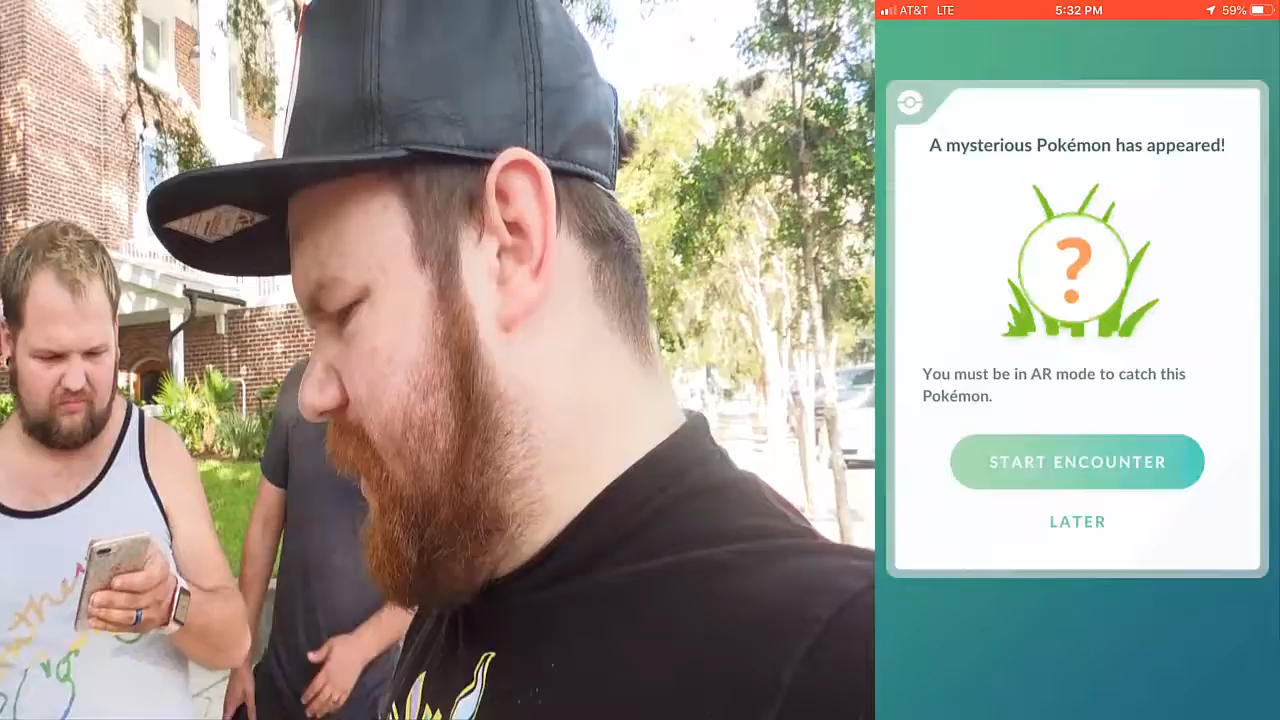 AT&T LTE 5:32 PM 59%
A mysterious Pokémon has appeared!
?
You must be in AR mode to catch this
Pokémon.
START ENCOUNTER
LATER